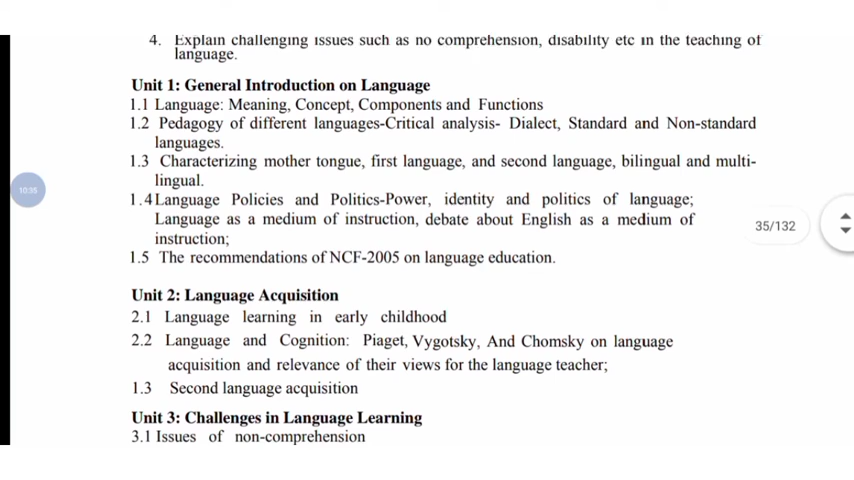 4. Explain challenging issues such as no comprehension, disability etc in the teaching of
language.
Unit 1: General Introduction on Language
1.1 Language: Meaning, Concept, Components and Functions
1.2 Pedagogy of different languages-Critical analysis- Dialect, Standard and Non-standard
languages.
1.3 Characterizing mother tongue, first language, and second language, bilingual and multi-
lingual.
1.4Language Policies and Politics-Power, identity and politics of language;
Language as a medium of instruction, debate about English as a medium of
instruction;
1.5 The recommendations of NCF-2005 on language education.
10:35
35/132
Unit 2: Language Acquisition
2.1 Language learning in early childhood
2.2 Language and Cognition: Piaget, Vygotsky, And Chomsky on language
acquisition and relevance of their views for the language teacher;
1.3 Second language acquisition
Unit 3: Challenges in Language Learning
3.1 Issues of non-comprehension